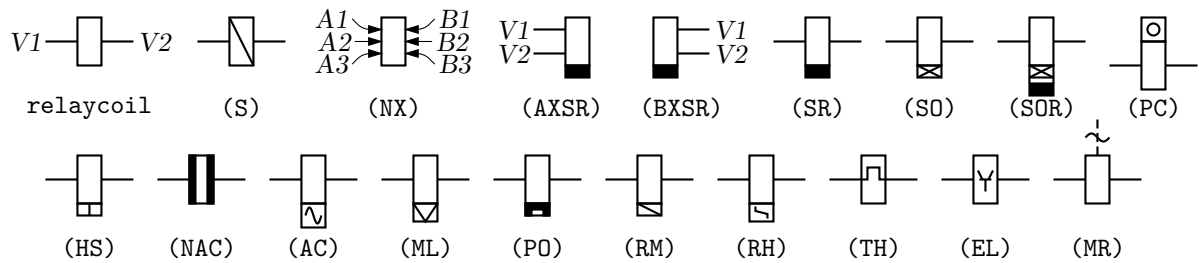 V1 V2 A1 B1 V1 V1
A2 B2 V2 V2
A3 B3
relaycoil (S) (NX) (AXSR) (BXSR) (SR) (SO) (SOR) (PC)
(HS) (NAC) (AC) (ML) (PO) (RM) (RH) (TH) (EL) (MR)